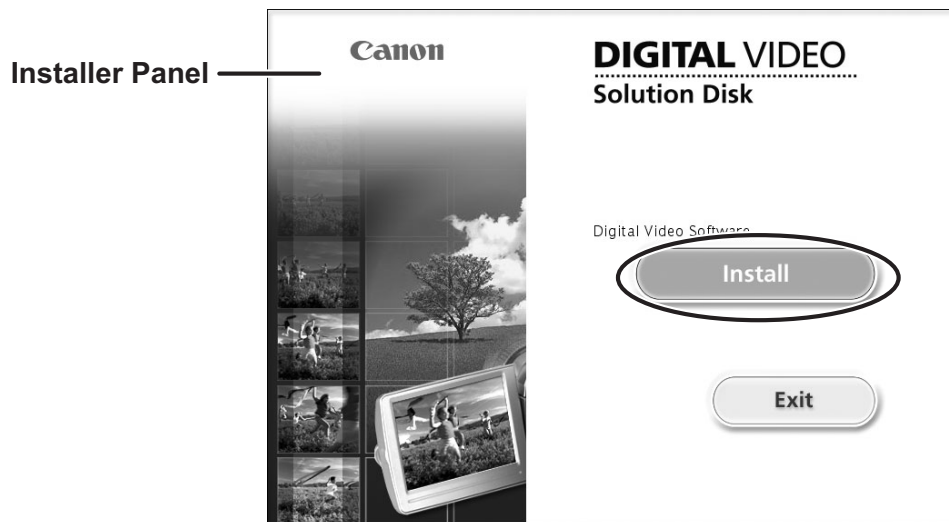 Installer Panel
Canon
DIGITAL VIDEO
Solution Disk
Digital Video Software
Install
Exit